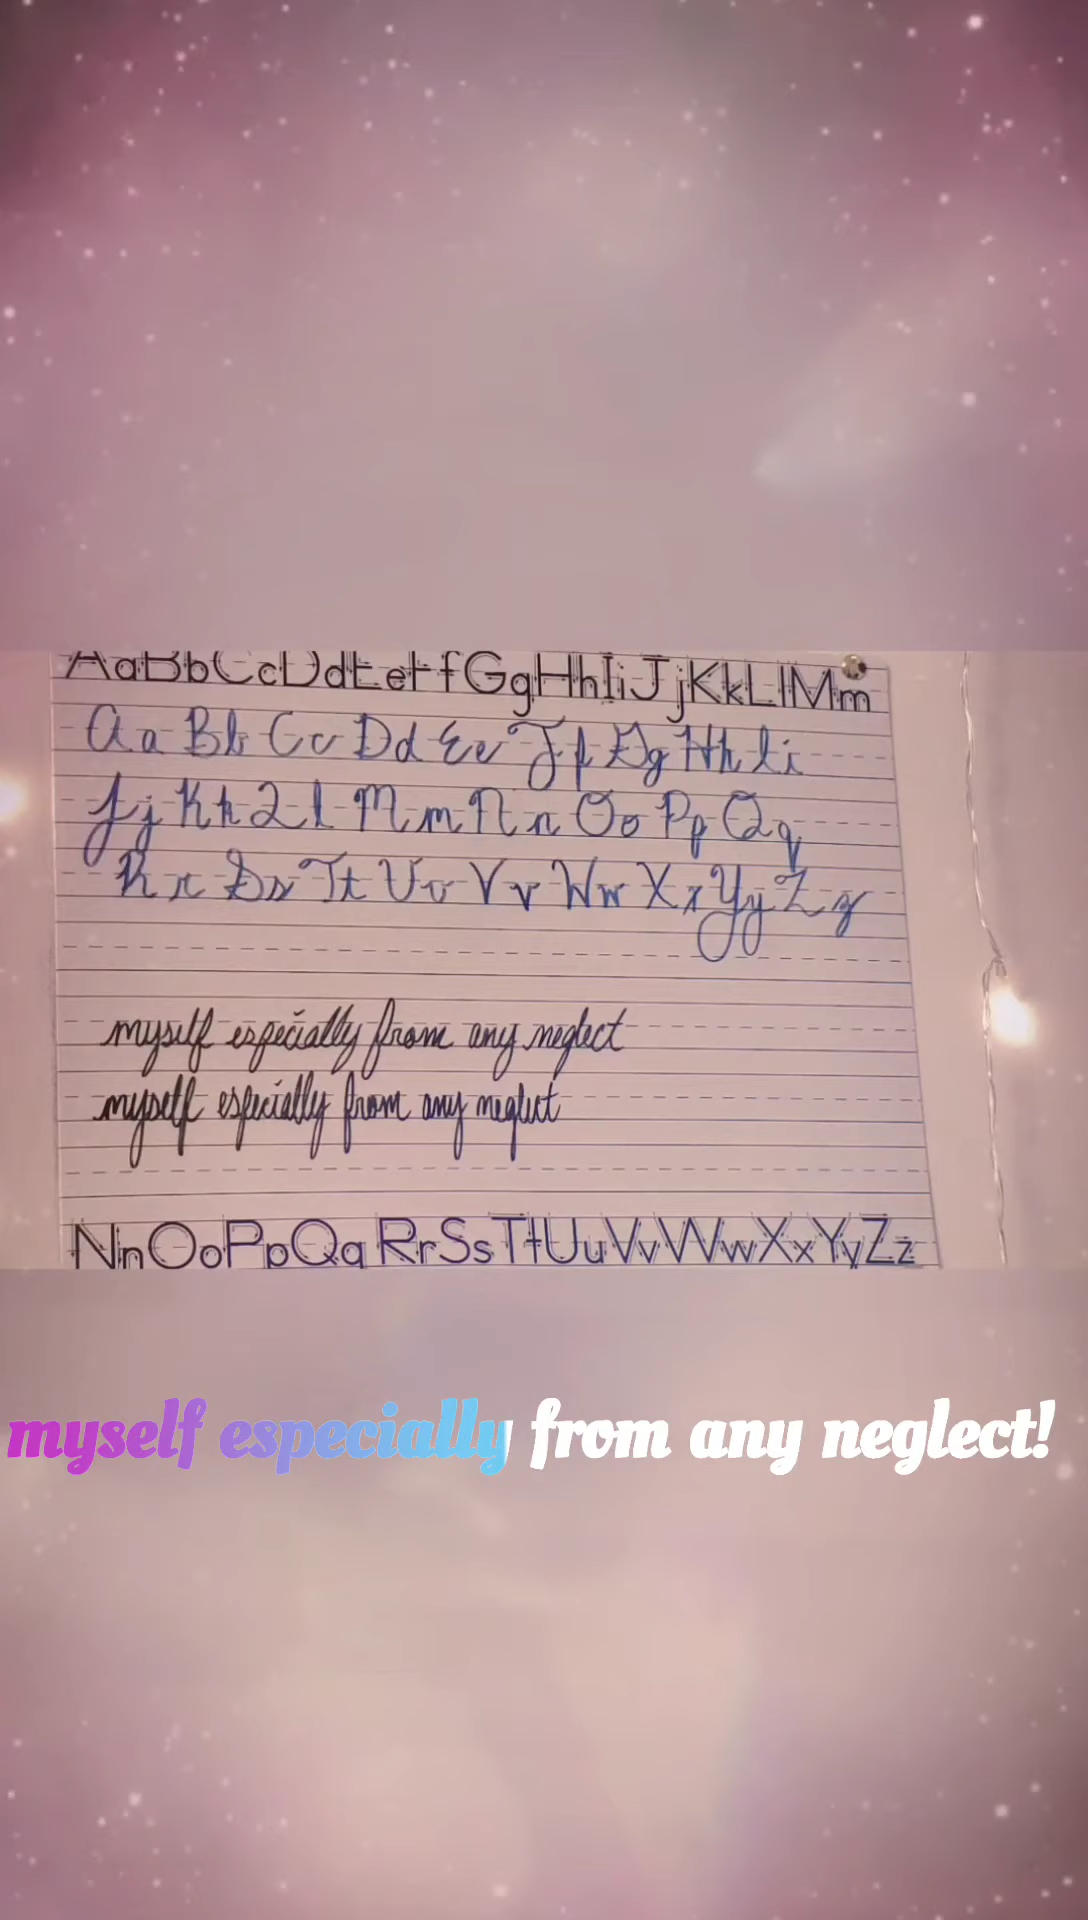 AaBbCcDdEeFfGgHhIiJjKkLlMm
Aa Bb Cc Dd Ee Ff Gg Hh Ii
Jj Kk Ll Mm Nn Oo Pp Qq
Rr Ss Tt Uu Vv Ww Xx Yy Zz
myself especially from any neglect
myself especially from any neglect
NnOoPpQqRrSsTtUuVvWwXxYyZz
myself especially from any neglect!